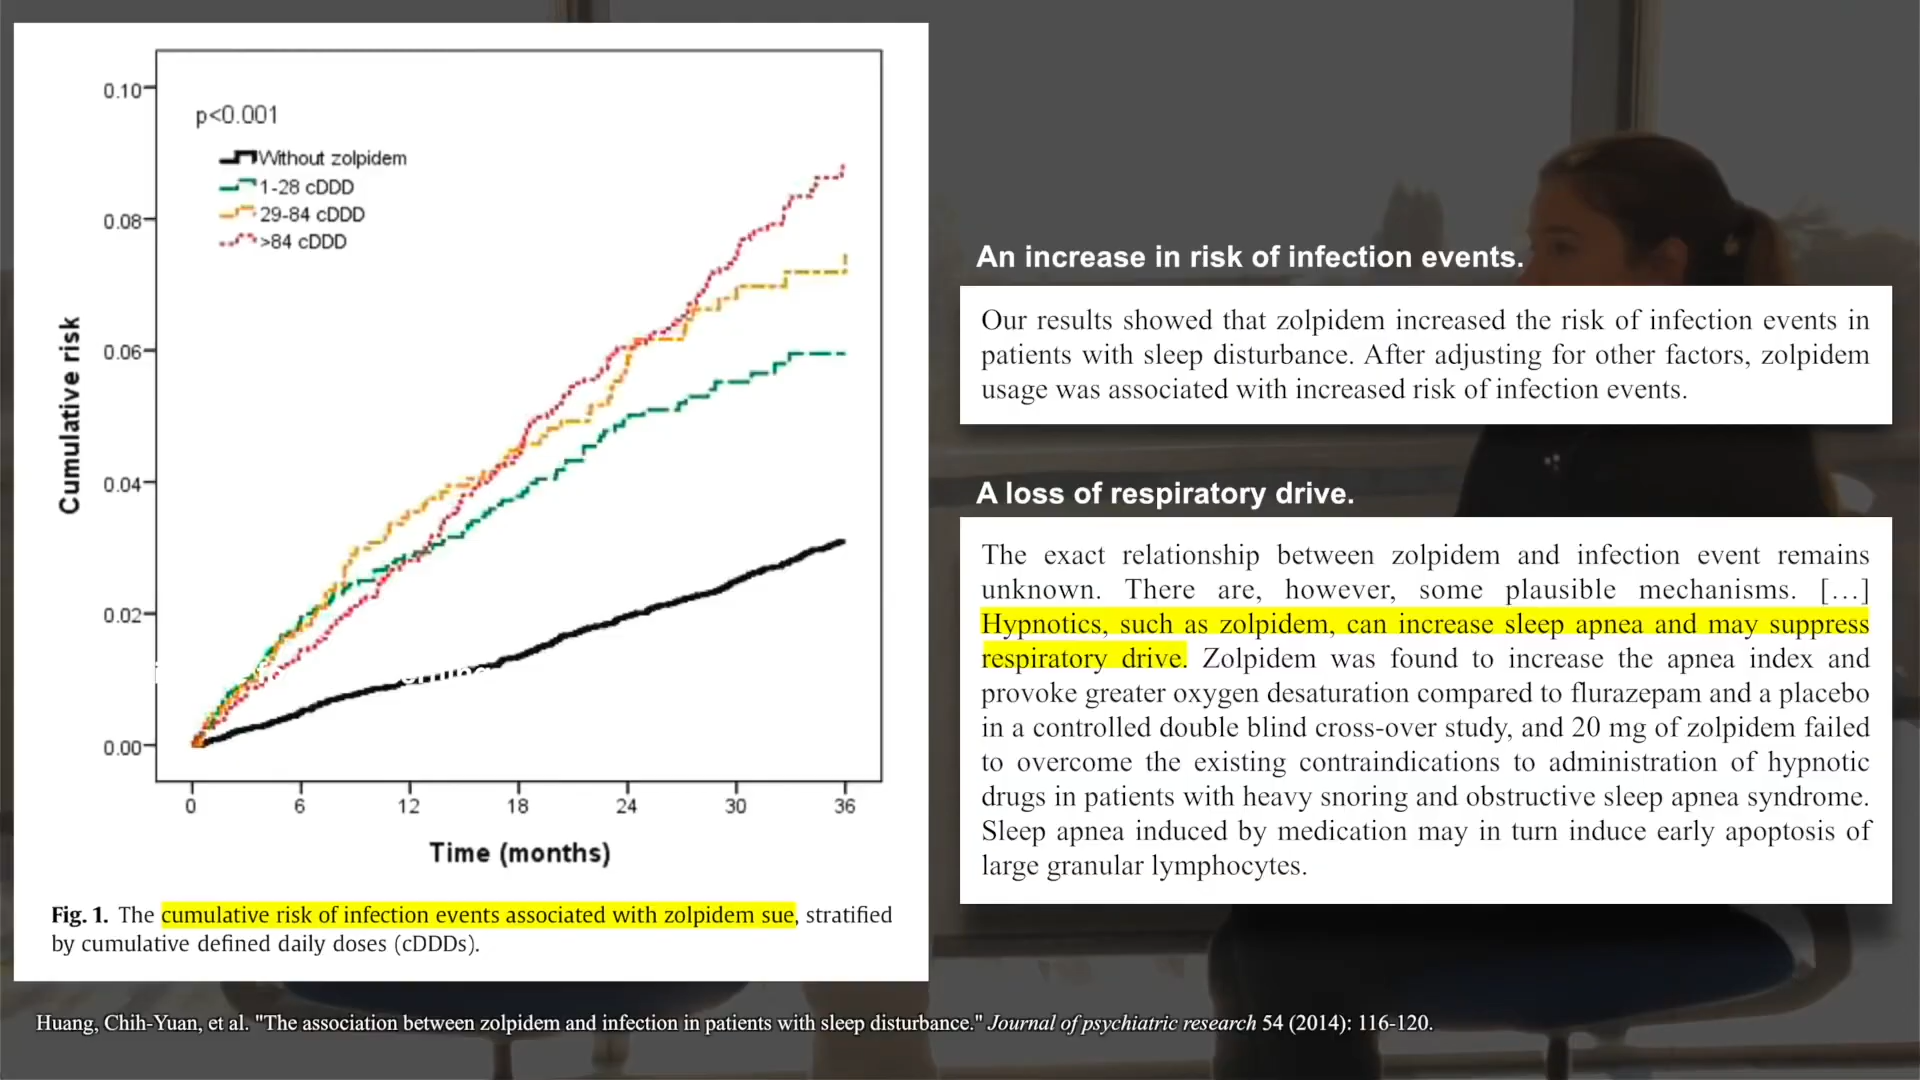 0.10
p<0.001
Without zolpidem
1-28 cDDD
29-84 cDDD
>84 cDDD
0.08
0.06
0.04
0.02
0.00
Cumulative risk
0
6
12
18
24
30
36
Time (months)
Fig. 1. The cumulative risk of infection events associated with zolpidem sue, stratified
by cumulative defined daily doses (cDDDs).
An increase in risk of infection events.
Our results showed that zolpidem increased the risk of infection events in
patients with sleep disturbance. After adjusting for other factors, zolpidem
usage was associated with increased risk of infection events.
A loss of respiratory drive.
The exact relationship between zolpidem and infection event remains
unknown. There are, however, some plausible mechanisms. […]
Hypnotics, such as zolpidem, can increase sleep apnea and may suppress
respiratory drive. Zolpidem was found to increase the apnea index and
provoke greater oxygen desaturation compared to flurazepam and a placebo
in a controlled double blind cross-over study, and 20 mg of zolpidem failed
to overcome the existing contraindications to administration of hypnotic
drugs in patients with heavy snoring and obstructive sleep apnea syndrome.
Sleep apnea induced by medication may in turn induce early apoptosis of
large granular lymphocytes.
Huang, Chih-Yuan, et al. "The association between zolpidem and infection in patients with sleep disturbance." Journal of psychiatric research 54 (2014): 116-120.